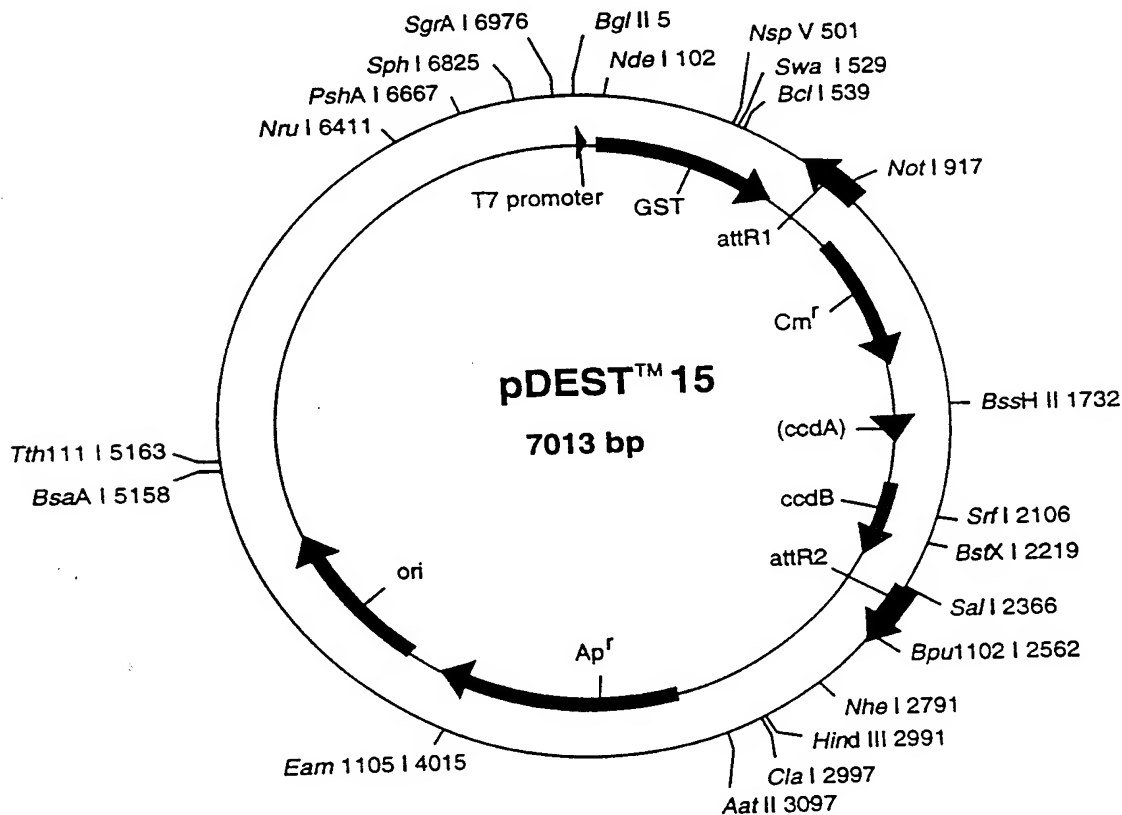 SgrA I 6976
Bgl II 5
Nsp V 501
Sph I 6825
Nde I 102
Swa I 529
PshA I 6667
Bcl I 539
Nru I 6411
Not I 917
T7 promoter
GST
attR1
Cmʳ
pDEST™ 15
BssH II 1732
(ccdA)
7013 bp
Tth111 I 5163
BsaA I 5158
ccdB
Srf I 2106
BstX I 2219
attR2
ori
Sal I 2366
Apʳ
Bpu1102 I 2562
Nhe I 2791
Hind III 2991
Eam 1105 I 4015
Cla I 2997
Aat II 3097